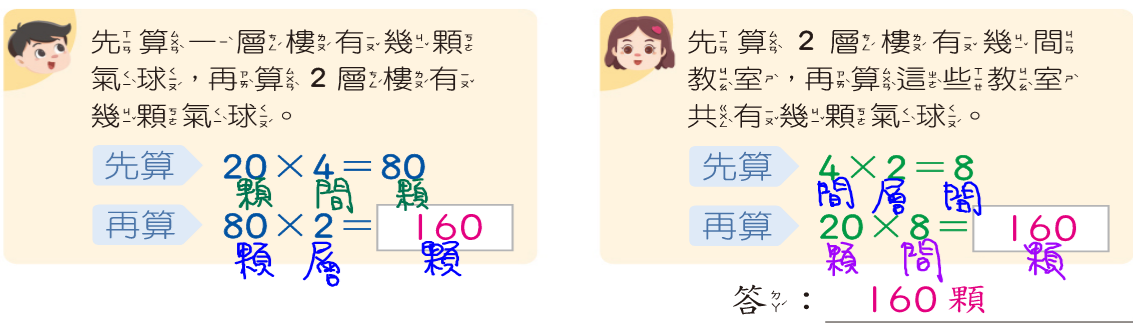 先算一層樓有幾顆
氣球，再算2層樓有
幾顆氣球。
先算 20×4=80
顆 間 顆
再算 80×2=160
顆 層 顆
先算2層樓有幾間
教室，再算這些教室
共有幾顆氣球。
先算 4×2=8
間 層 間
再算 20×8=160
顆 間 顆
答：160顆